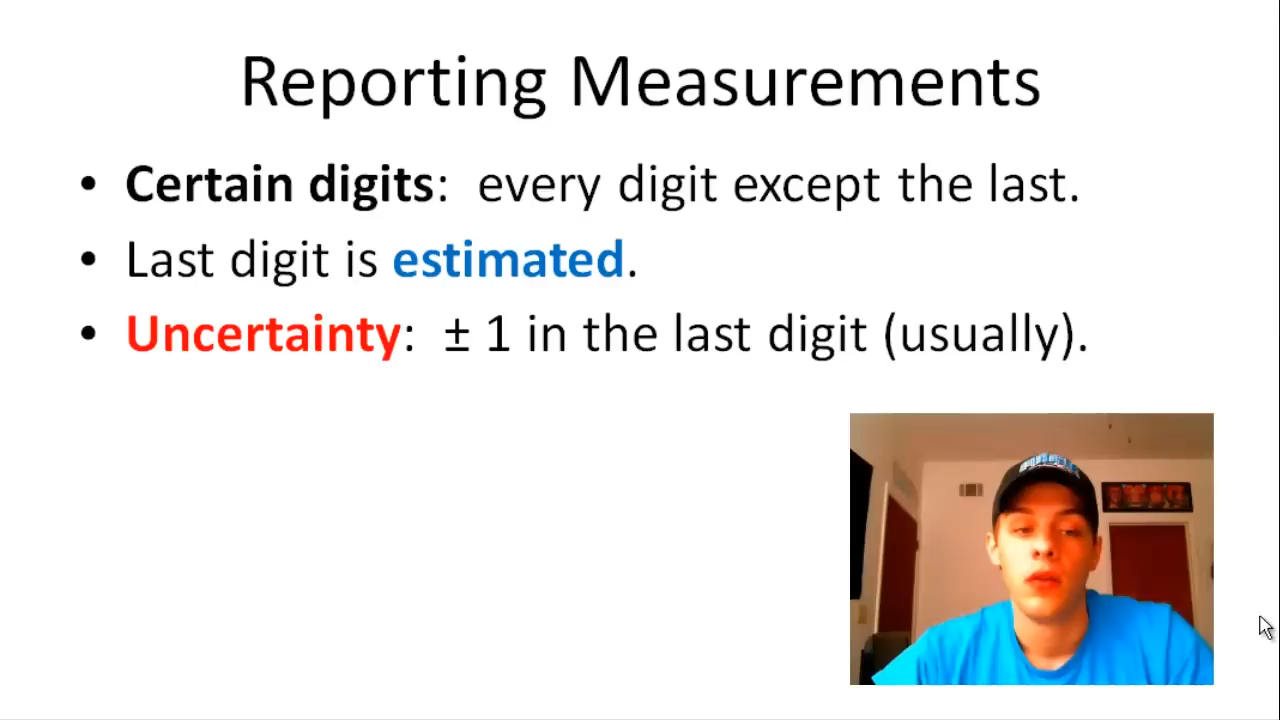 Reporting Measurements
• Certain digits: every digit except the last.
• Last digit is estimated.
• Uncertainty: ± 1 in the last digit (usually).